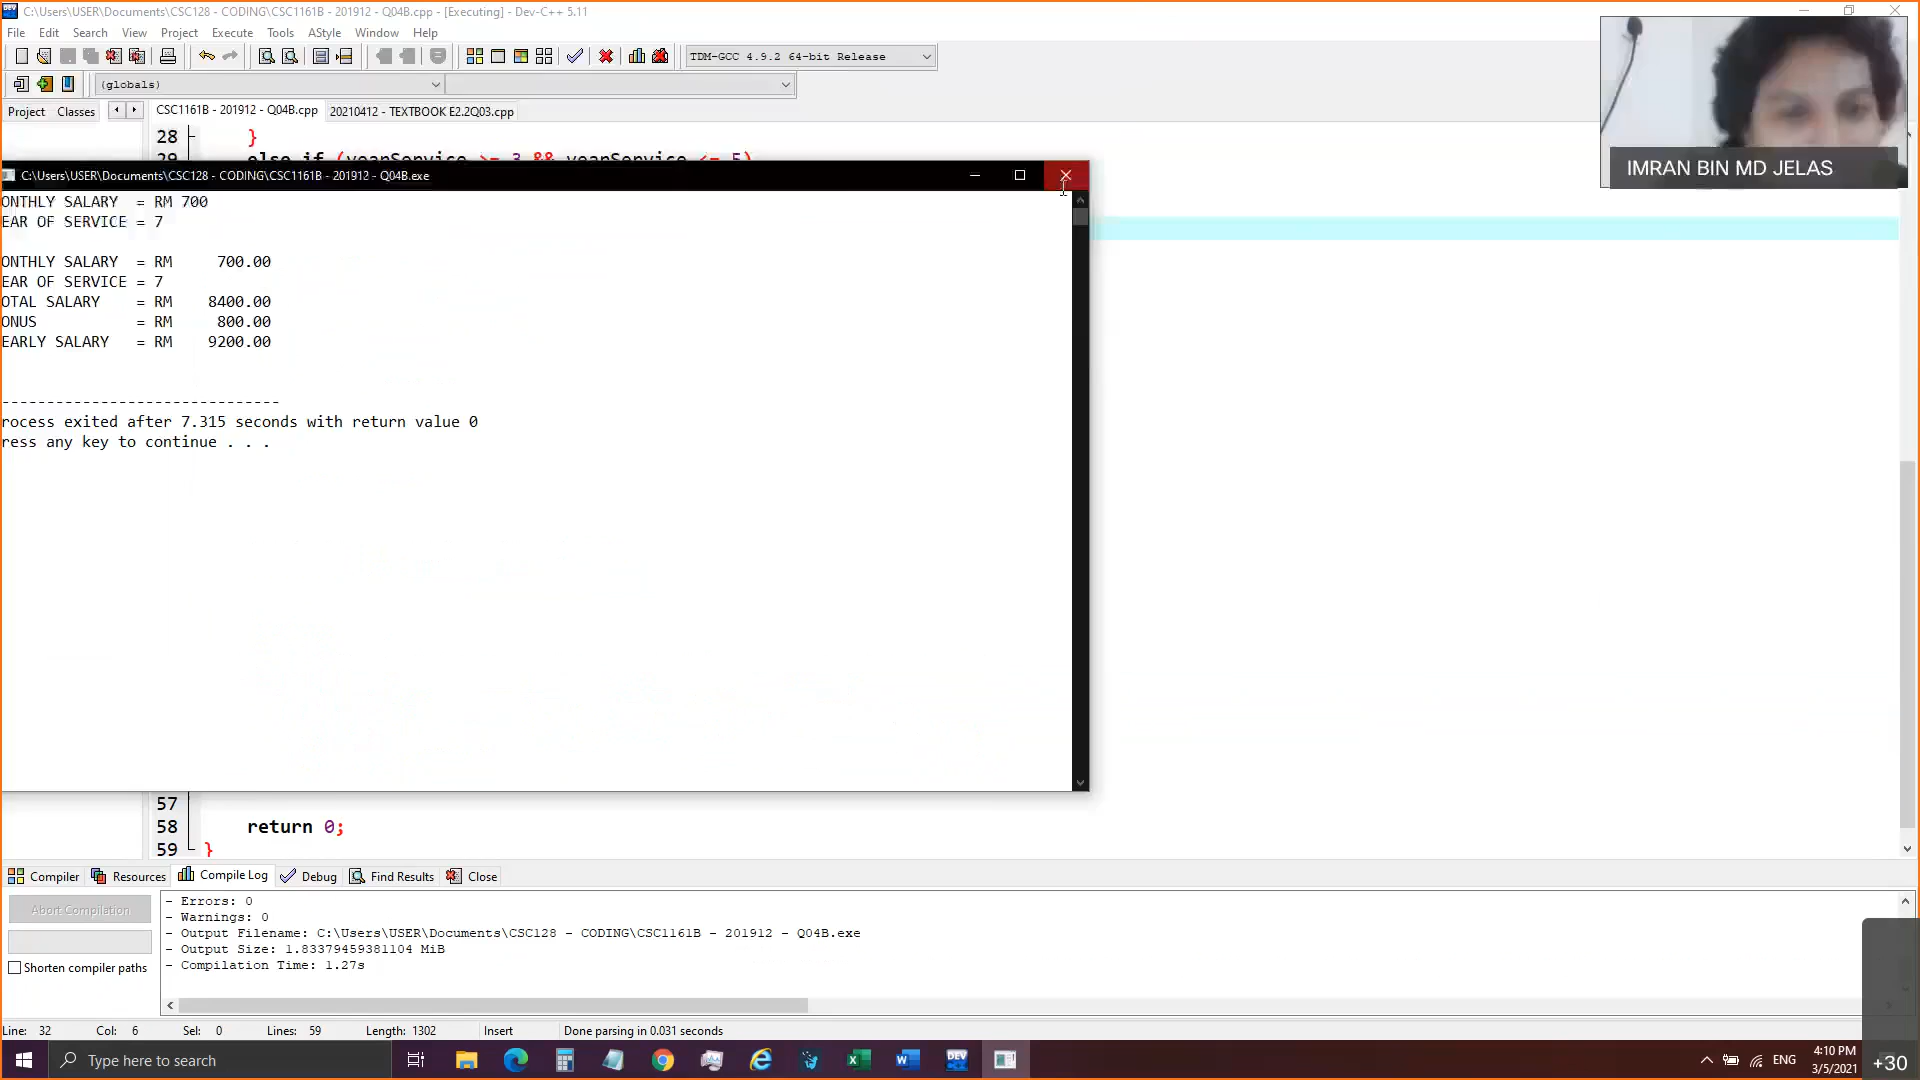 C:\Users\USER\Documents\CSC128 - CODING\CSC1161B - 201912 - Q04B.cpp - [Executing] - Dev-C++ 5.11
File Edit Search View Project Execute Tools AStyle Window Help
TDM-GCC 4.9.2 64-bit Release
(globals)
Project Classes CSC1161B - 201912 - Q04B.cpp 20210412 - TEXTBOOK E2.2Q03.cpp
28 }
29 else if (yearService >= 3 && yearService <= 5)
IMRAN BIN MD JELAS
C:\Users\USER\Documents\CSC128 - CODING\CSC1161B - 201912 - Q04B.exe
ONTHLY SALARY = RM 700
EAR OF SERVICE = 7
ONTHLY SALARY = RM 700.00
EAR OF SERVICE = 7
OTAL SALARY = RM 8400.00
ONUS = RM 800.00
EARLY SALARY = RM 9200.00
-------------------------------
rocess exited after 7.315 seconds with return value 0
ress any key to continue . . .
57
58 return 0;
59 }
Compiler Resources Compile Log Debug Find Results Close
Abort Compilation
Shorten compiler paths
- Errors: 0
- Warnings: 0
- Output Filename: C:\Users\USER\Documents\CSC128 - CODING\CSC1161B - 201912 - Q04B.exe
- Output Size: 1.83379459381104 MiB
- Compilation Time: 1.27s
Line: 32 Col: 6 Sel: 0 Lines: 59 Length: 1302 Insert Done parsing in 0.031 seconds
Type here to search
DEV
ENG
4:10 PM
3/5/2021
+30